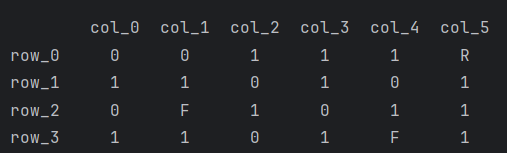 col_0 col_1 col_2 col_3 col_4 col_5
row_0 0 0 1 1 1 R
row_1 1 1 0 1 0 1
row_2 0 F 1 0 1 1
row_3 1 1 0 1 F 1